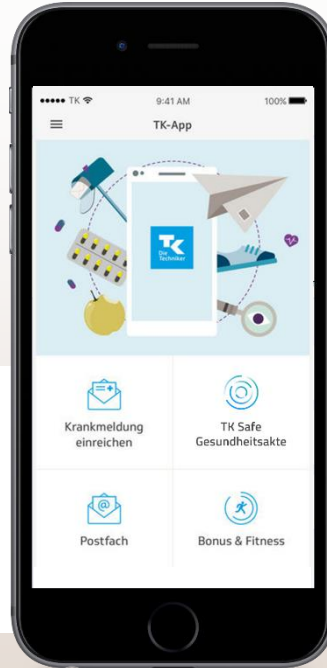 TK
9:41 AM
100%
TK-App
TK
Die
Techniker
Krankmeldung
einreichen
TK Safe
Gesundheitsakte
@
Postfach
Bonus & Fitness